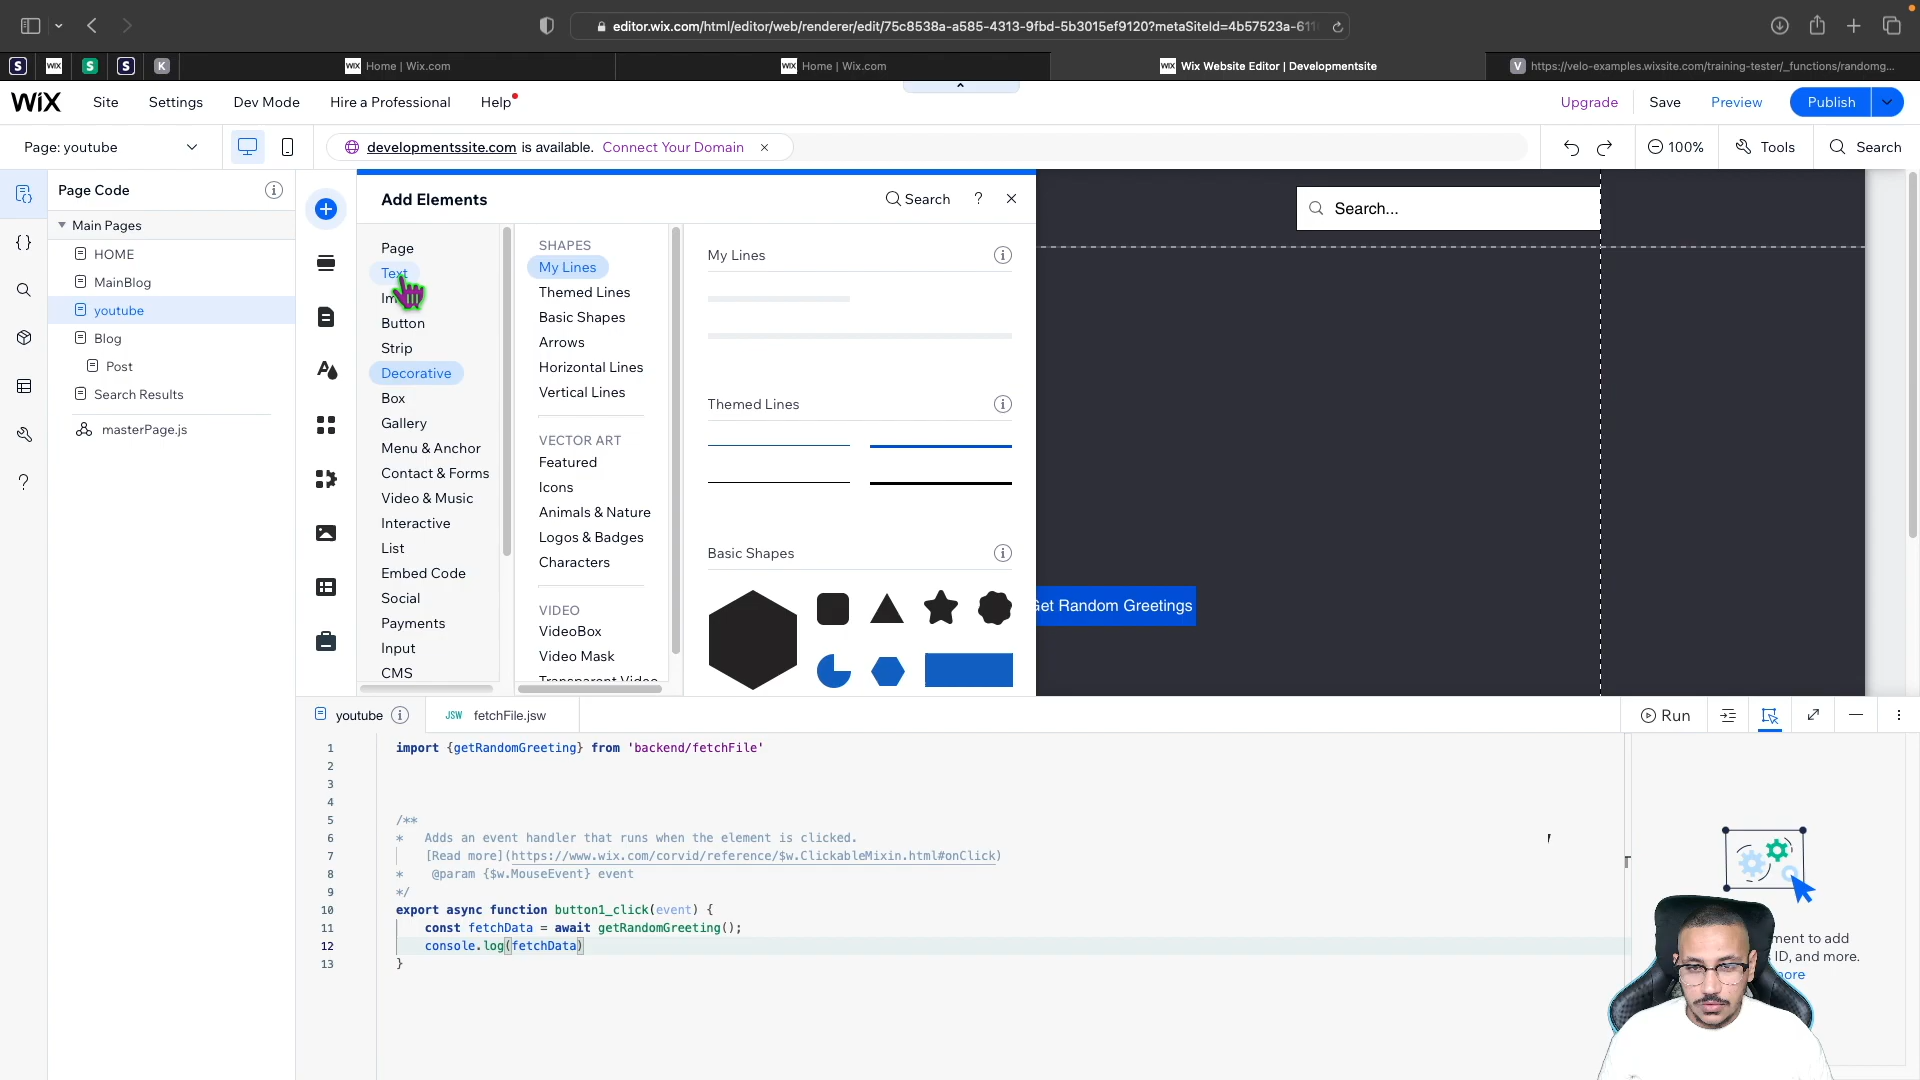 editor.wix.com/html/editor/web/renderer/edit/75c8538a-a585-4313-9fbd-5b3015ef9120?metaSiteId=4b57523a-611
S
WIX
S
S
K
WIX Home | Wix.com
WIX Home | Wix.com
WIX Wix Website Editor | Developmentsite
V https://velo-examples.wixsite.com/training-tester/_functions/randomg...
WIX
Site
Settings
Dev Mode
Hire a Professional
Help
Upgrade
Save
Preview
Publish
Page: youtube
developmentssite.com is available. Connect Your Domain
100%
Tools
Search
Page Code
Main Pages
HOME
MainBlog
youtube
Blog
Post
Search Results
masterPage.js
Add Elements
Search
?
Page
Text
Button
Strip
Decorative
Box
Gallery
Menu & Anchor
Contact & Forms
Video & Music
Interactive
List
Embed Code
Social
Payments
Input
CMS
SHAPES
My Lines
Themed Lines
Basic Shapes
Arrows
Horizontal Lines
Vertical Lines
VECTOR ART
Featured
Icons
Animals & Nature
Logos & Badges
Characters
VIDEO
VideoBox
Video Mask
Transparent Video
My Lines
Themed Lines
Basic Shapes
Search...
Get Random Greetings
youtube
JSW fetchFile.jsw
Run
1 import {getRandomGreeting} from 'backend/fetchFile'
2
3
4
5 /**
6 * Adds an event handler that runs when the element is clicked.
7 [Read more](https://www.wix.com/corvid/reference/$w.ClickableMixin.html#onClick)
8 * @param {$w.MouseEvent} event
9 */
10 export async function button1_click(event) {
11 const fetchData = await getRandomGreeting();
12 console.log(fetchData)
13 }
to add
ID, and more.